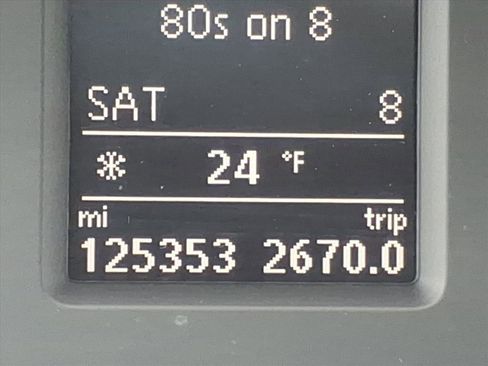 80s on 8
SAT 8
24 °F
mi trip
125353 2670.0